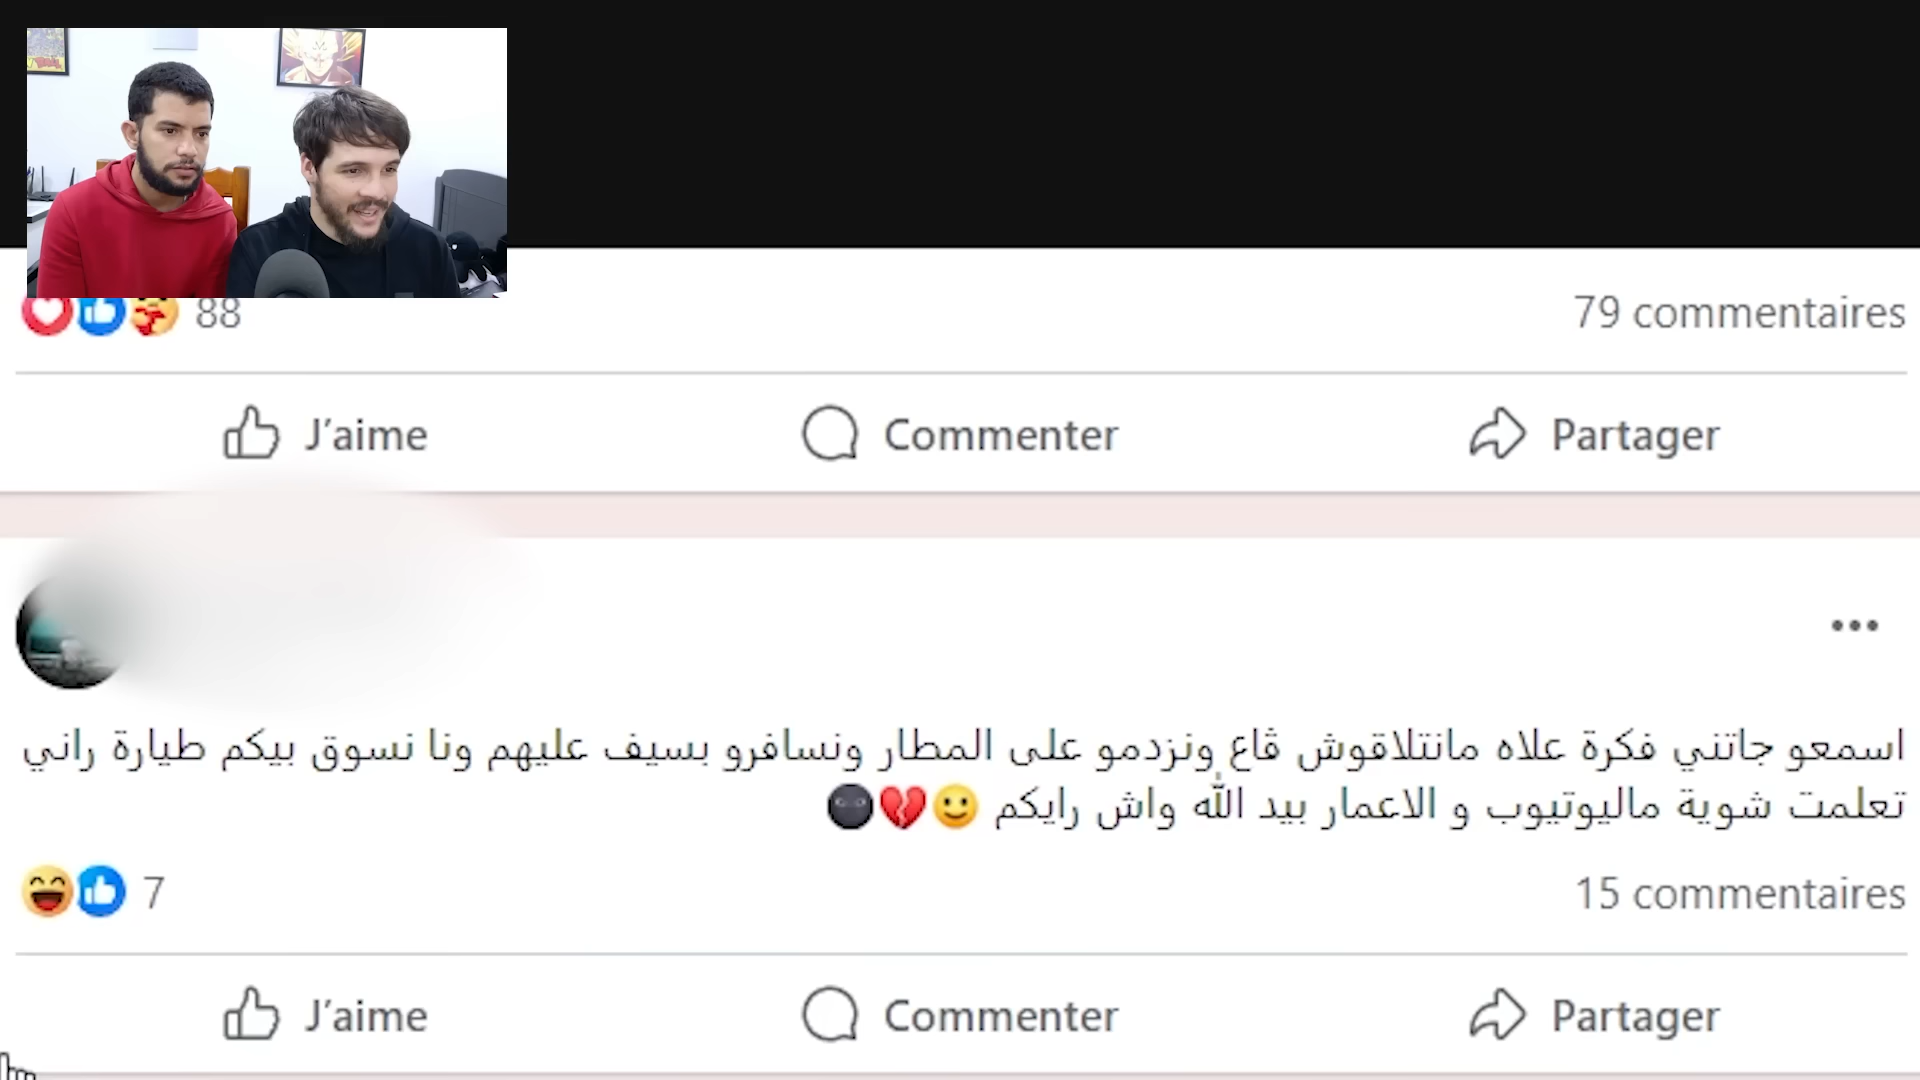 88
79 commentaires
J’aime
Commenter
Partager
اسمعو جاتني فكرة علاه مانتلاقوش ڨاع ونزدمو على المطار ونسافرو بسيف عليهم ونا نسوق بيكم طيارة راني
تعلمت شوية ماليوتيوب و الاعمار بيد الله واش رايكم 🙂💔🌚
7
15 commentaires
J’aime
Commenter
Partager